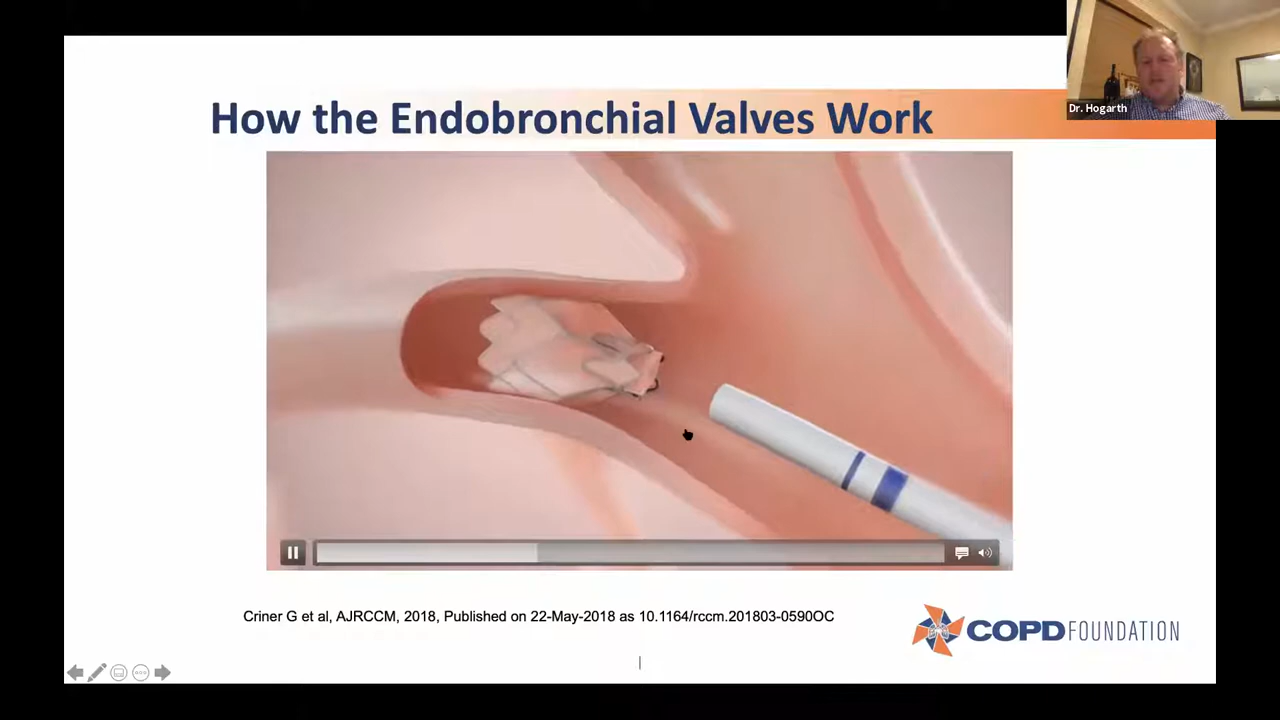 Dr. Hogarth
How the Endobronchial Valves Work
Criner G et al, AJRCCM, 2018, Published on 22-May-2018 as 10.1164/rccm.201803-0590OC
COPD FOUNDATION